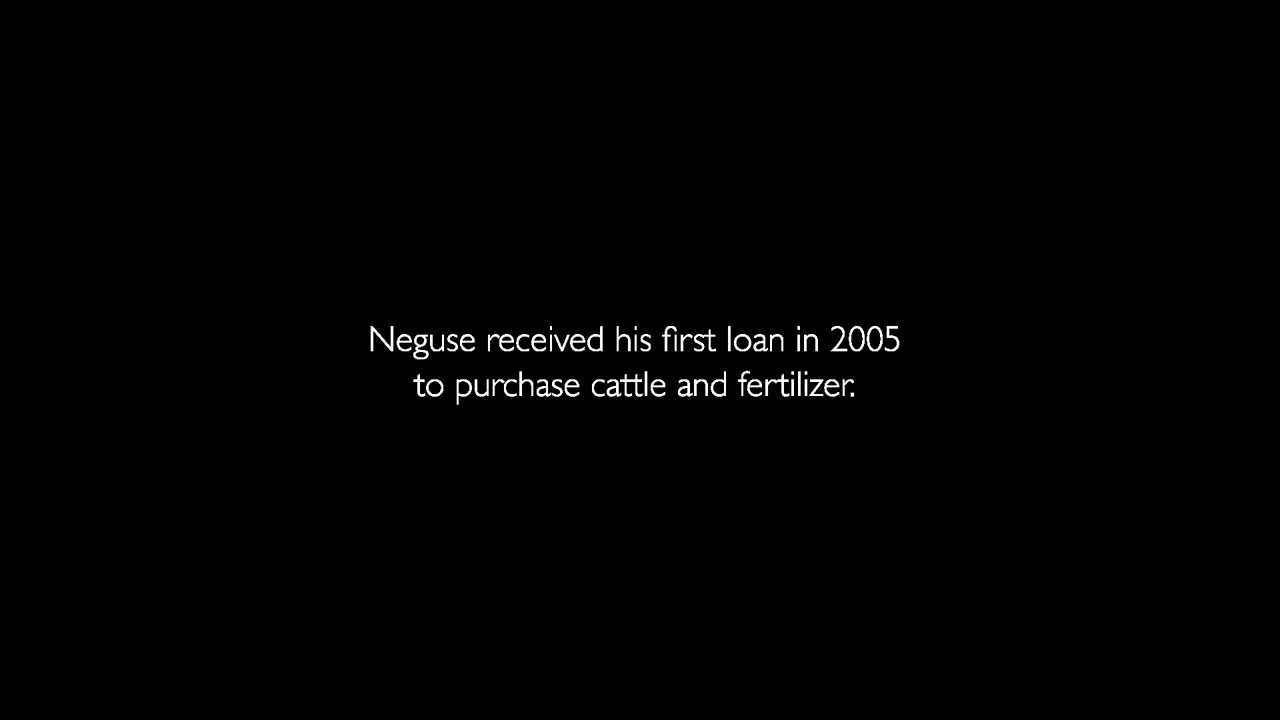 Neguse received his first loan in 2005
to purchase cattle and fertilizer.